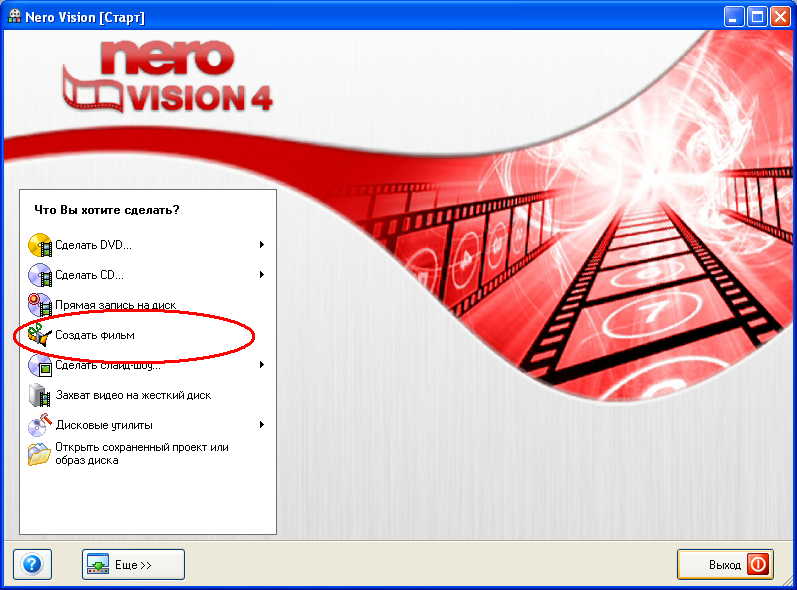 Nero Vision [Старт]
nero
VISION 4
Что Вы хотите сделать?
Сделать DVD...
Сделать CD...
Прямая запись на диск
Создать фильм
Сделать слайд-шоу...
Захват видео на жесткий диск
Дисковые утилиты
Открыть сохраненный проект или
образ диска
7
?
Еще >>
Выход